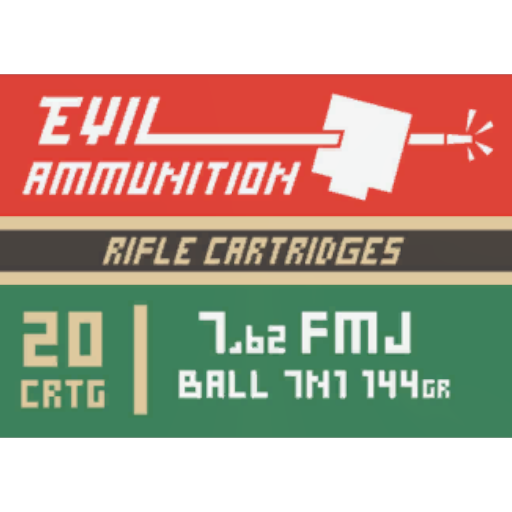 EVIL
AMMUNITION
RIFLE CARTRIDGES
20
CRTG
7.62 FMJ
BALL 7N1 144GR